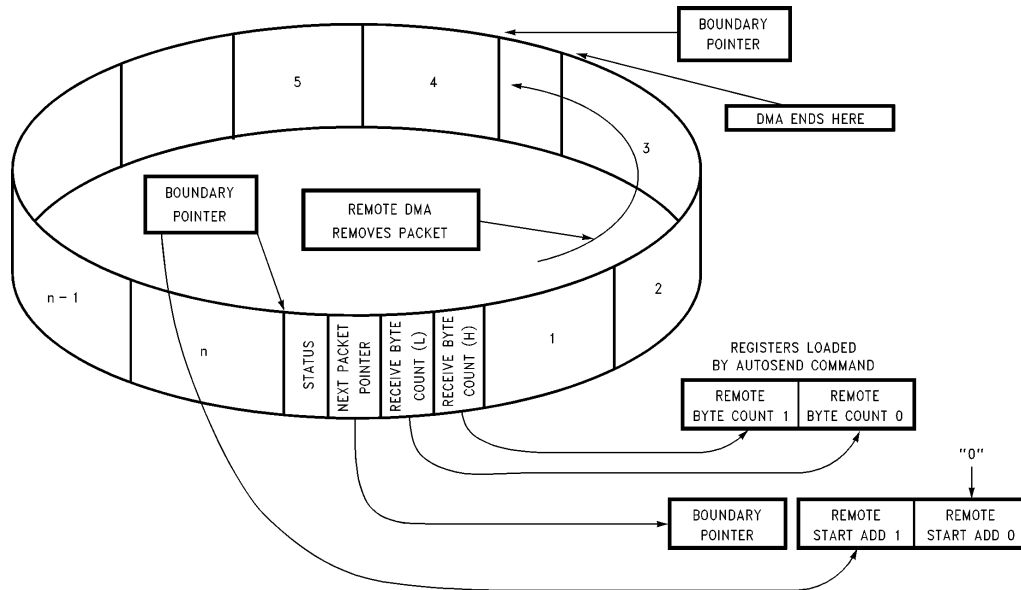 BOUNDARY
POINTER
5
4
DMA ENDS HERE
3
BOUNDARY
POINTER
REMOTE DMA
REMOVES PACKET
n-1
n
STATUS
NEXT PACKET
POINTER
RECEIVE BYTE
COUNT (L)
RECEIVE BYTE
COUNT (H)
1
2
REGISTERS LOADED
BY AUTOSEND COMMAND
REMOTE
BYTE COUNT 1
REMOTE
BYTE COUNT 0
"0"
BOUNDARY
POINTER
REMOTE
START ADD 1
REMOTE
START ADD 0